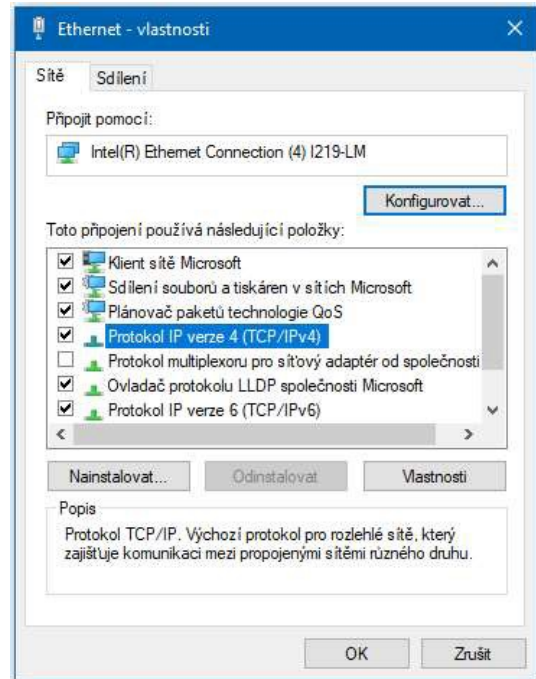 Ethernet - vlastnosti
Sítě Sdílení
Připojit pomocí:
Intel(R) Ethernet Connection (4) I219-LM
Konfigurovat...
Toto připojení používá následující položky:
Klient sítě Microsoft
Sdílení souborů a tiskáren v sítích Microsoft
Plánovač paketů technologie QoS
Protokol IP verze 4 (TCP/IPv4)
Protokol multiplexoru pro síťový adaptér od společnosti
Ovladač protokolu LLDP společnosti Microsoft
Protokol IP verze 6 (TCP/IPv6)
Nainstalovat... Odinstalovat Vlastnosti
Popis
Protokol TCP/IP. Výchozí protokol pro rozlehlé sítě, který
zajišťuje komunikaci mezi propojenými sítěmi různého druhu.
OK Zrušit